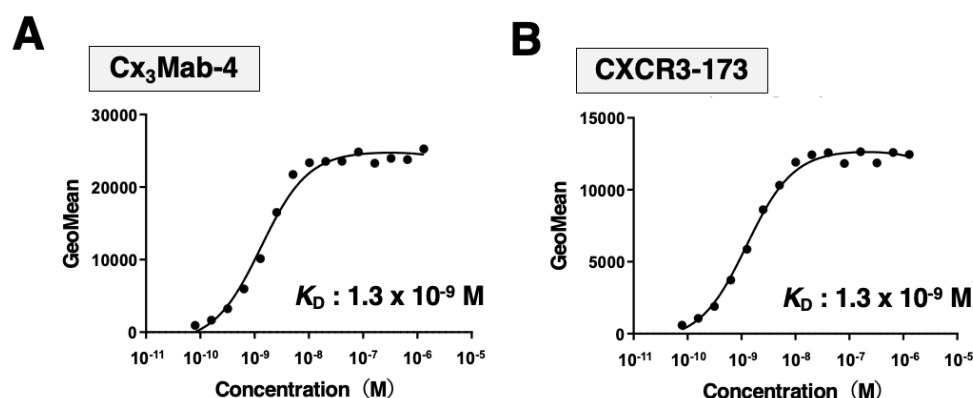 A
Cx₃Mab-4
30000
20000
10000
0
GeoMean
K_D : 1.3 x 10⁻⁹ M
10⁻¹¹ 10⁻¹⁰ 10⁻⁹ 10⁻⁸ 10⁻⁷ 10⁻⁶ 10⁻⁵
Concentration（M）
B
CXCR3-173
15000
10000
5000
0
GeoMean
K_D : 1.3 x 10⁻⁹ M
10⁻¹¹ 10⁻¹⁰ 10⁻⁹ 10⁻⁸ 10⁻⁷ 10⁻⁶ 10⁻⁵
Concentration（M）